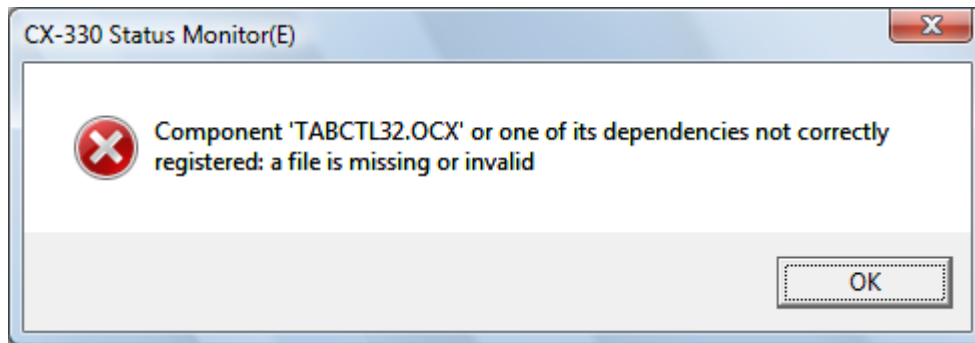 CX-330 Status Monitor(E)
Component 'TABCTL32.OCX' or one of its dependencies not correctly
registered: a file is missing or invalid
OK